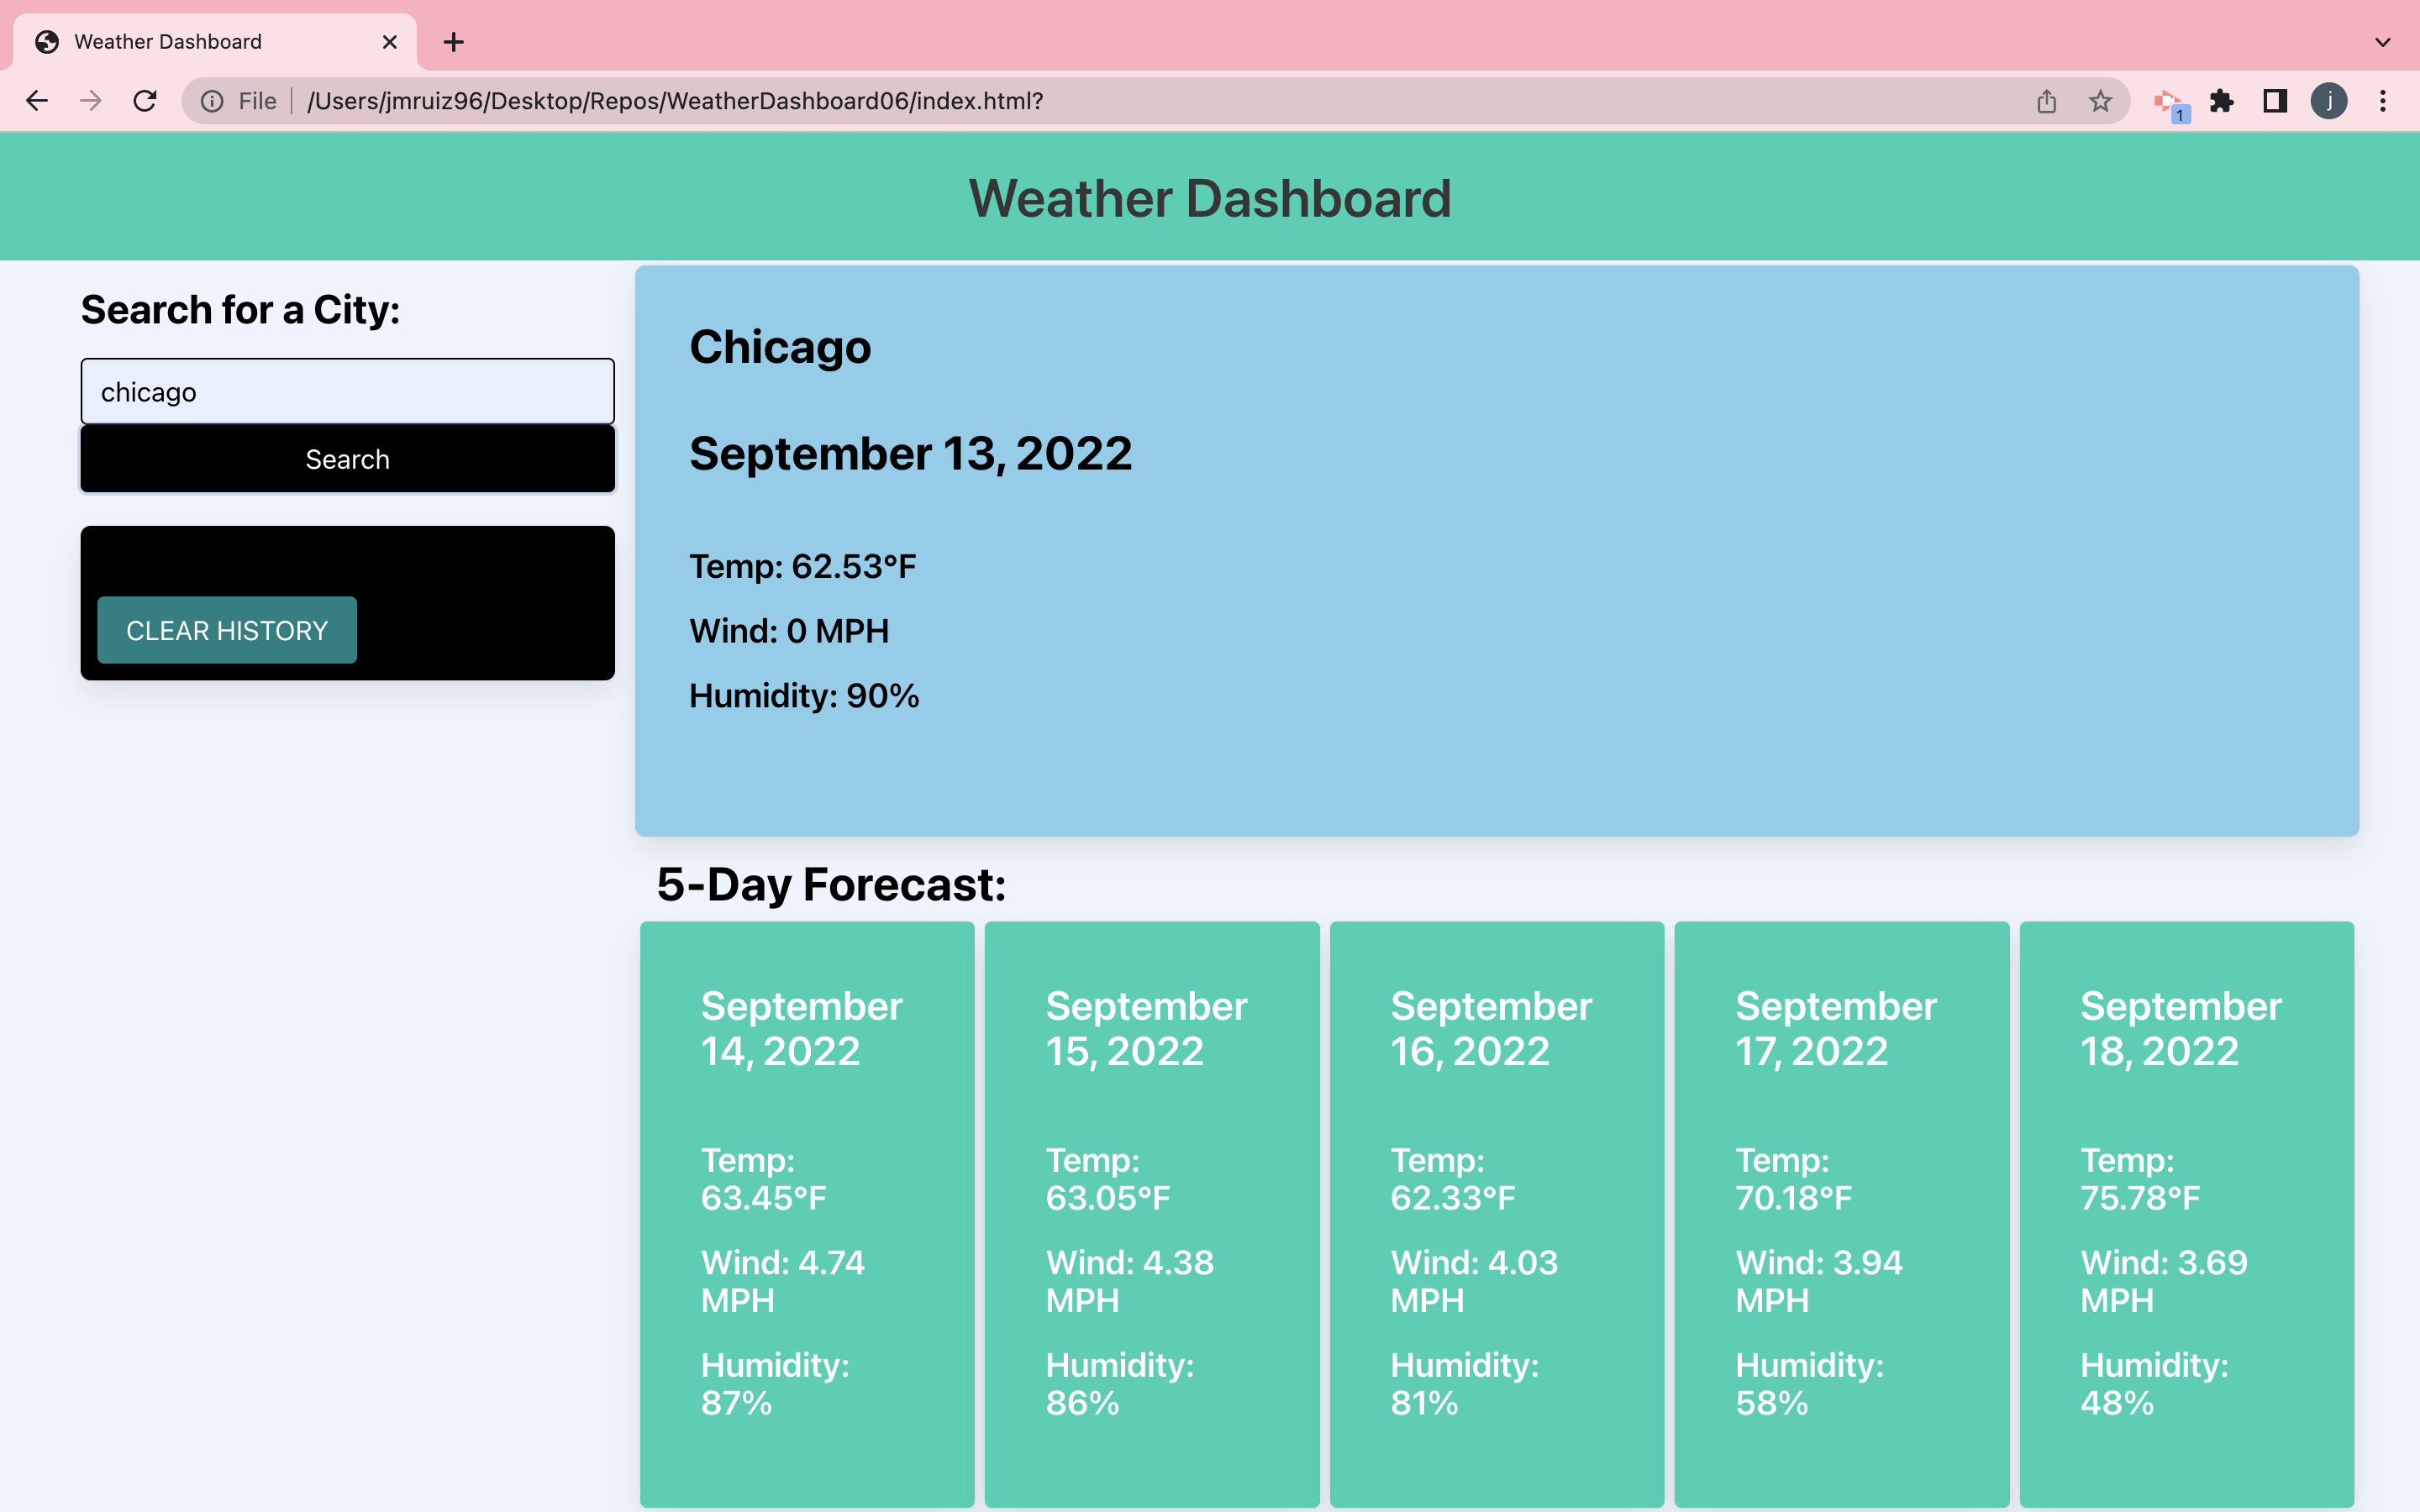 Weather Dashboard
File
/Users/jmruiz96/Desktop/Repos/WeatherDashboard06/index.html?
1
j
Weather Dashboard
Search for a City:
chicago
Search
CLEAR HISTORY
Chicago
September 13, 2022
Temp: 62.53°F
Wind: 0 MPH
Humidity: 90%
5-Day Forecast:
September
14, 2022
Temp:
63.45°F
Wind: 4.74
MPH
Humidity:
87%
September
15, 2022
Temp:
63.05°F
Wind: 4.38
MPH
Humidity:
86%
September
16, 2022
Temp:
62.33°F
Wind: 4.03
MPH
Humidity:
81%
September
17, 2022
Temp:
70.18°F
Wind: 3.94
MPH
Humidity:
58%
September
18, 2022
Temp:
75.78°F
Wind: 3.69
MPH
Humidity:
48%